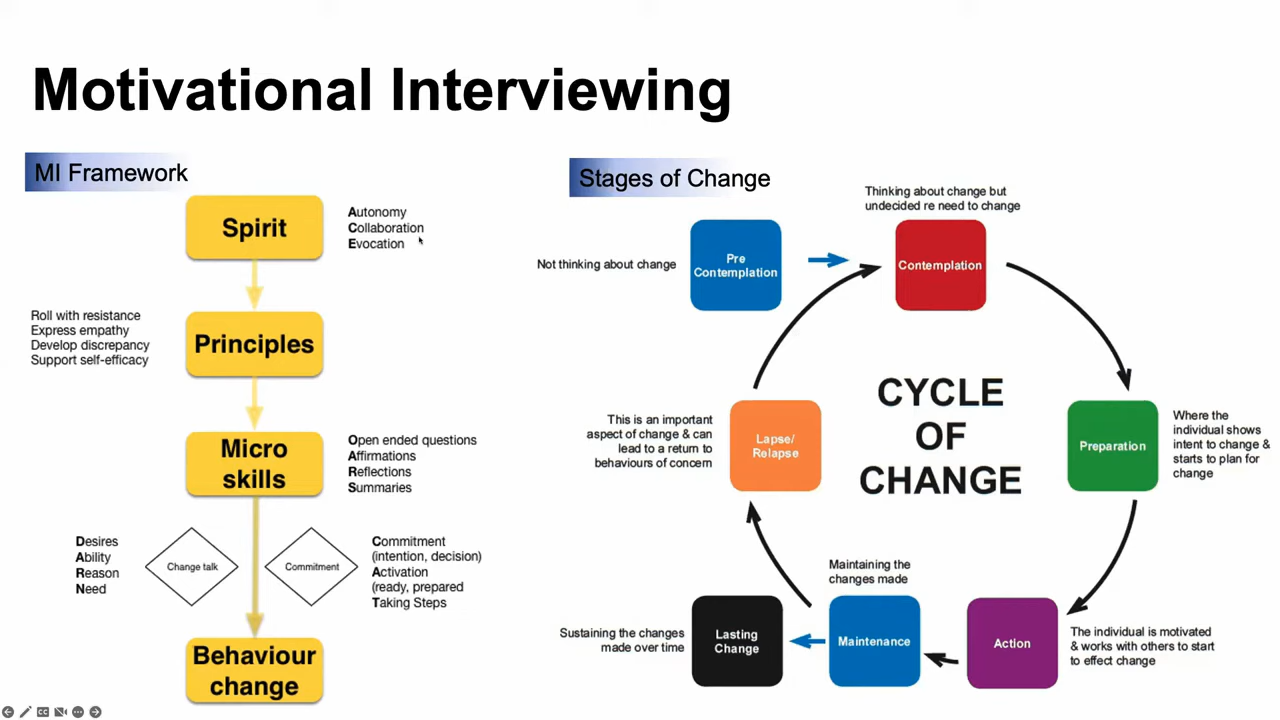 Motivational Interviewing
MI Framework
Spirit
Autonomy
Collaboration
Evocation
Roll with resistance
Express empathy
Develop discrepancy
Support self-efficacy
Principles
Micro
skills
Open ended questions
Affirmations
Reflections
Summaries
Desires
Ability
Reason
Need
Change talk
Commitment
Commitment
(intention, decision)
Activation
(ready, prepared
Taking Steps
Behaviour
change
Stages of Change
Thinking about change but
undecided re need to change
Not thinking about change
Pre
Contemplation
Contemplation
CYCLE
OF
CHANGE
This is an important
aspect of change & can
lead to a return to
behaviours of concern
Lapse/
Relapse
Preparation
Where the
individual shows
intent to change &
starts to plan for
change
Maintaining the
changes made
Sustaining the changes
made over time
Lasting
Change
Maintenance
Action
The individual is motivated
& works with others to start
to effect change